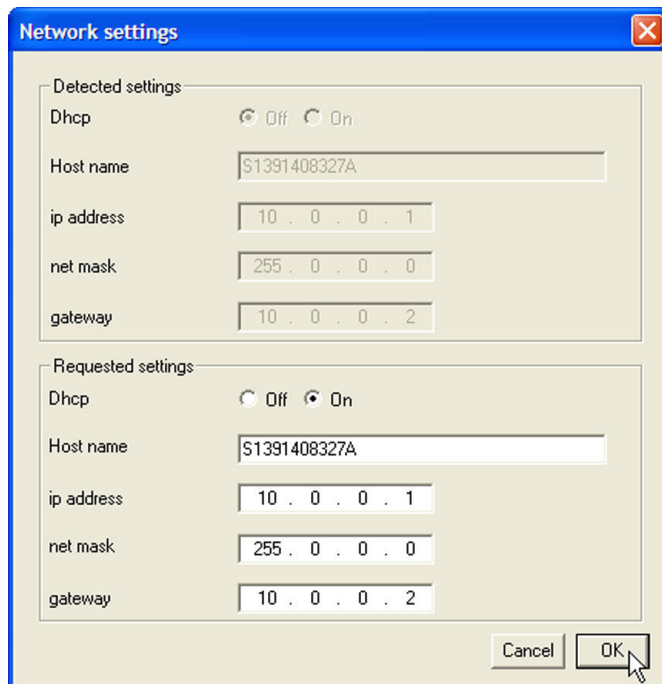 Network settings
Detected settings
Dhcp Off On
Host name S1391408327A
ip address 10 . 0 . 0 . 1
net mask 255 . 0 . 0 . 0
gateway 10 . 0 . 0 . 2
Requested settings
Dhcp Off On
Host name S1391408327A
ip address 10 . 0 . 0 . 1
net mask 255 . 0 . 0 . 0
gateway 10 . 0 . 0 . 2
Cancel OK